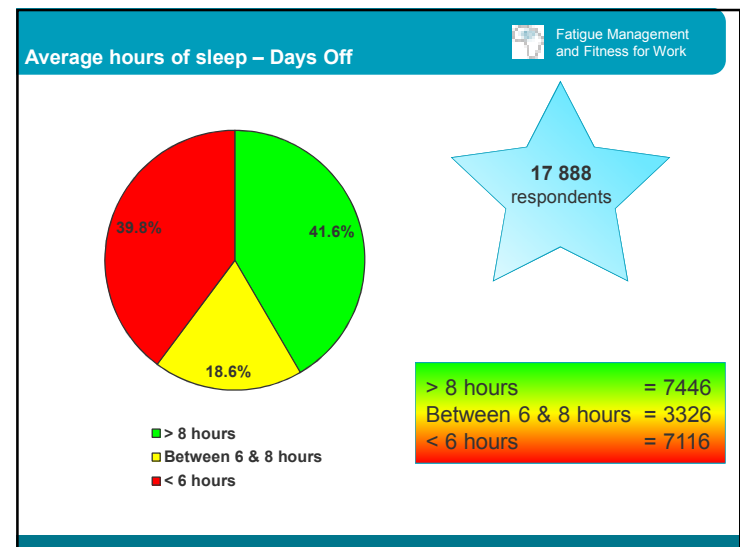 Average hours of sleep – Days Off
Fatigue Management
and Fitness for Work
17 888
respondents
39.8%
41.6%
18.6%
> 8 hours
Between 6 & 8 hours
< 6 hours
> 8 hours = 7446
Between 6 & 8 hours = 3326
< 6 hours = 7116